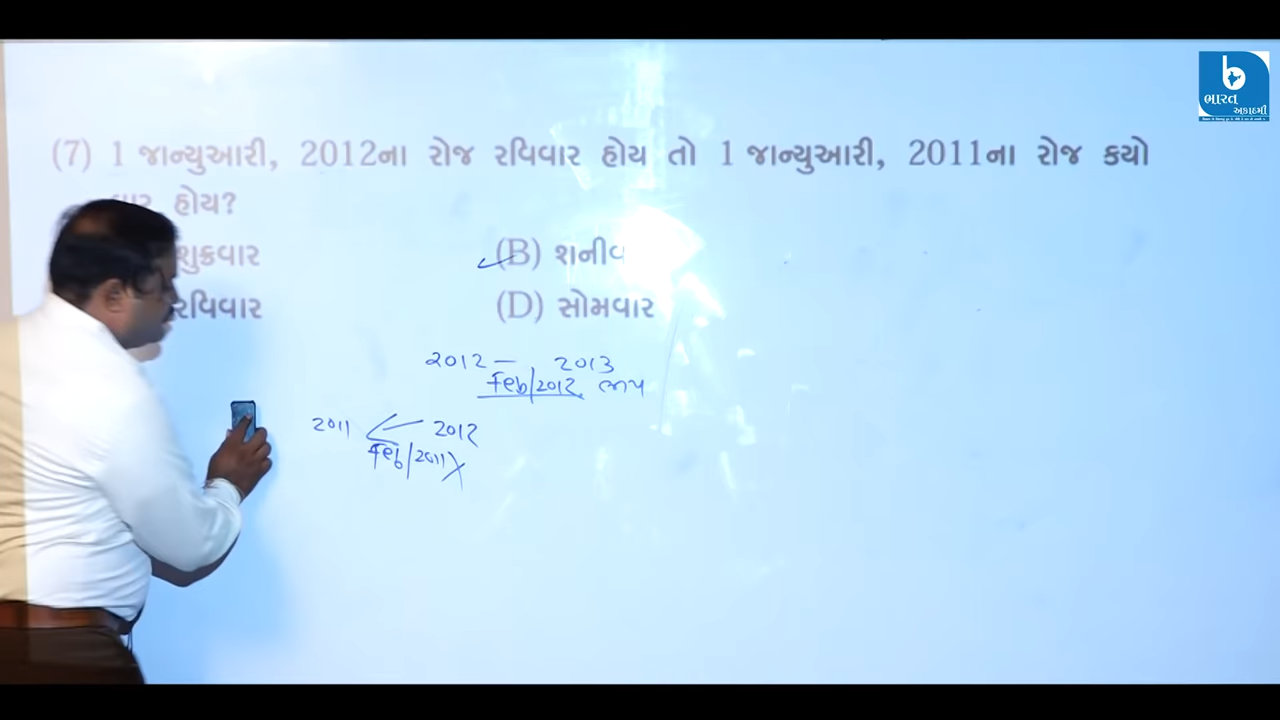 ભારત
અકાદમી
(7) 1 જાન્યુઆરી, 2012ના રોજ રવિવાર હોય તો 1 જાન્યુઆરી, 2011ના રોજ કયો
હોય?
શુક્રવાર (B) શનીવ
રવિવાર (D) સોમવાર
2012 — 2013
Feb/2012
2011 2012
Feb/2011 X